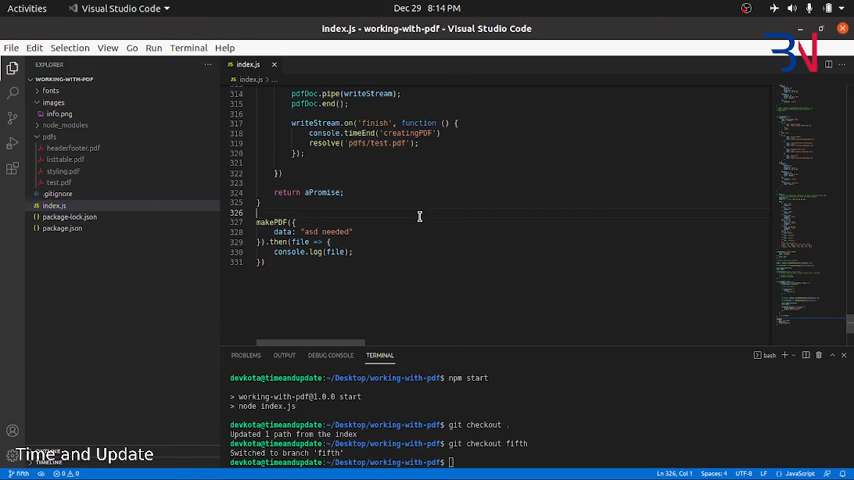 Activities
Visual Studio Code
Dec 29 8:14 PM
index.js - working-with-pdf - Visual Studio Code
File Edit Selection View Go Run Terminal Help
EXPLORER
index.js
WORKING-WITH-PDF
index.js > ...
fonts
images
info.png
node_modules
pdfs
headerfooter.pdf
listtable.pdf
styling.pdf
test.pdf
.gitignore
index.js
package-lock.json
package.json
314 pdfDoc.pipe(writeStream);
315 pdfDoc.end();
316
317 writeStream.on('finish', function () {
318 console.timeEnd('creatingPDF')
319 resolve('pdfs/test.pdf');
320 });
321
322 })
323
324 return aPromise;
325 }
326
327 makePDF({
328 data: "asd needed"
329 }).then(file => {
330 console.log(file);
331 })
PROBLEMS OUTPUT DEBUG CONSOLE TERMINAL
bash
devkota@timeandupdate:~/Desktop/working-with-pdf$ npm start
> working-with-pdf@1.0.0 start
> node index.js
devkota@timeandupdate:~/Desktop/working-with-pdf$ git checkout .
Updated 1 path from the index
devkota@timeandupdate:~/Desktop/working-with-pdf$ git checkout fifth
Switched to branch 'fifth'
devkota@timeandupdate:~/Desktop/working-with-pdf$
Time and Update
TIMELINE
fifth
0 0
Ln 326, Col 1 Spaces: 4 UTF-8 LF JavaScript